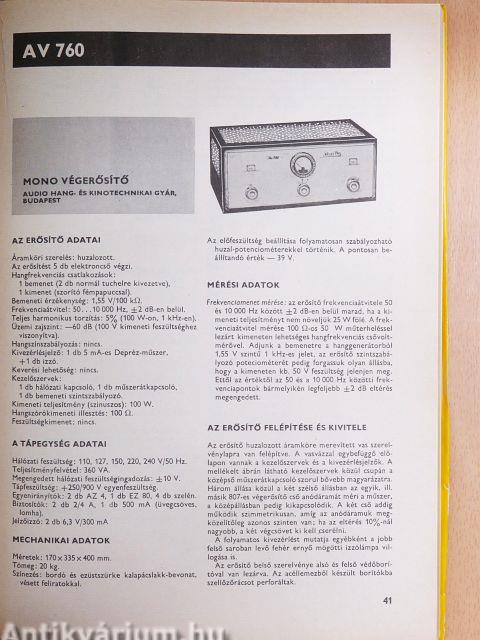 AV 760
MONO VÉGERŐSÍTŐ
AUDIO HANG- ÉS KINOTECHNIKAI GYÁR,
BUDAPEST
AZ ERŐSÍTŐ ADATAI
Áramköri szerelés: huzalozott.
Az erősítést 5 db elektroncső végzi.
Hangfrekvenciás csatlakozások:
1 bemenet (2 db normál tuchelre kivezetve),
1 kimenet (szorító fémpapuccsal).
Bemeneti érzékenység: 1,55 V/100 kΩ.
Frekvenciaátvitel: 50...10 000 Hz, ±2 dB-en belül.
Teljes harmonikus torzítás: 5% (100 W-on, 1 kHz-en).
Üzemi zajszint: —60 dB (100 V kimeneti feszültséghez
viszonyítva).
Hangszínszabályozás: nincs.
Kivezérlésjelző: 1 db 5 mA-es Depréz-műszer,
+1 db izzó.
Keverési lehetőség: nincs.
Kezelőszervek:
1 db hálózati kapcsoló, 1 db műszerátkapcsoló,
1 db bemeneti szintszabályozó.
Kimeneti teljesítmény (szinuszos): 100 W.
Hangszórókimeneti illesztés: 100 Ω.
Feszültségkimenet: nincs.
A TÁPEGYSÉG ADATAI
Hálózati feszültség: 110, 127, 150, 220, 240 V/50 Hz.
Teljesítményfelvétel: 360 VA.
Megengedett hálózati feszültségingadozás: ±10 V.
Tápfeszültség: +250/900 V egyenfeszültség.
Egyenirányítók: 2 db AZ 4, 1 db EZ 80, 4 db szelén.
Biztosítók: 2 db 2/4 A, 1 db 500 mA (üvegcsöves,
lomha).
Jelzőizzó: 2 db 6,3 V/300 mA
MECHANIKAI ADATOK
Méretek: 170×335×400 mm.
Tömeg: 20 kg.
Színezés: bordó és ezüstszürke kalapácslakk-bevonat,
vésett feliratokkal.
Az előfeszültség beállítása folyamatosan szabályozható
huzal-potenciométerekkel történik. A pontosan be-
állítandó érték — 39 V.
MÉRÉSI ADATOK
Frekvenciamenet mérése: az erősítő frekvenciaátvitele 50
és 10 000 Hz között ±2 dB-en belül marad, ha a ki-
meneti teljesítményt nem növeljük 25 W fölé. A frek-
venciaátvitel mérése 100 Ω-os 50 W műterheléssel
lezárt kimeneten lehetséges hangfrekvenciás csővolt-
mérővel. Adjunk a bemenetre a hanggenerátorból
1,55 V szintű 1 kHz-es jelet, az erősítő szintszabá-
lyozó potenciométerét pedig forgassuk olyan állásba,
hogy a kimeneten kb. 50 V feszültség jelenjen meg.
Ettől az értéktől az 50 és a 10 000 Hz közötti frek-
venciapontok bármelyikén legfeljebb ±2 dB eltérés
megengedett.
AZ ERŐSÍTŐ FELÉPÍTÉSE ÉS KIVITELE
Az erősítő huzalozott áramköre merevített vas szerel-
vénylapra van felépítve. A vasvázzal egybefüggő elő-
lapon vannak a kezelőszervek és a kivezérlésjelzők. A
mellékelt ábrán látható kezelőszervek közül csupán a
középső műszerátkapcsoló szorul bővebb magyarázatra.
Három állása közül a két szélső állásban az egyik, ill.
másik 807-es végerősítő cső anódáramát méri a műszer,
a középállásban pedig kikapcsolódik. A két cső addig
működik szimmetrikusan, amíg az anódáramuk meg-
közelítőleg azonos szinten van; ha az eltérés 10%-nál
nagyobb, a két végcsövet ki kell cserélni.
A folyamatos kivezérlést mutatja egyébként a jobb
felső sarokban levő fehér ernyő mögötti izzólámpa vil-
logása is.
Az erősítő belső szerelvénye alsó és felső védőborí-
tóval van lezárva. Az acéllemezből készült borítókba
szellőzőrácsot perforáltak.
41
Antikvárium.hu